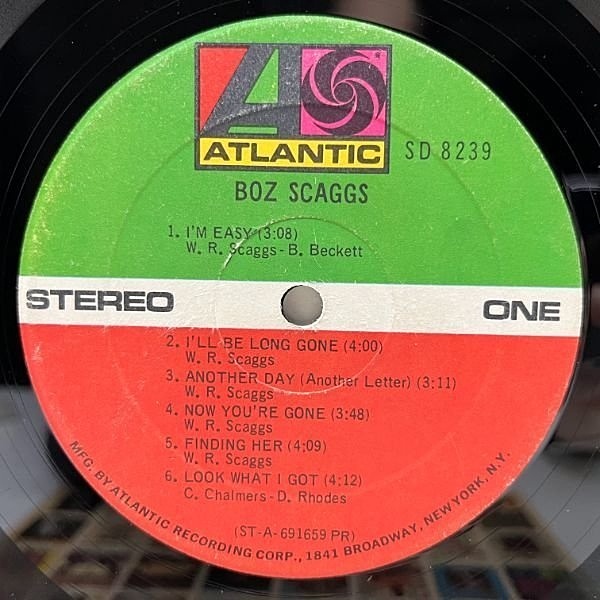 ATLANTIC
SD 8239
BOZ SCAGGS
1. I'M EASY (3:08)
W. R. Scaggs - B. Beckett
STEREO
ONE
2. I'LL BE LONG GONE (4:00)
W. R. Scaggs
3. ANOTHER DAY (Another Letter) (3:11)
W. R. Scaggs
4. NOW YOU'RE GONE (3:48)
W. R. Scaggs
5. FINDING HER (4:09)
W. R. Scaggs
6. LOOK WHAT I GOT (4:12)
C. Chalmers - D. Rhodes
(ST-A-691659 PR)
MFG. BY ATLANTIC RECORDING CORP., 1841 BROADWAY, NEW YORK, N.Y.